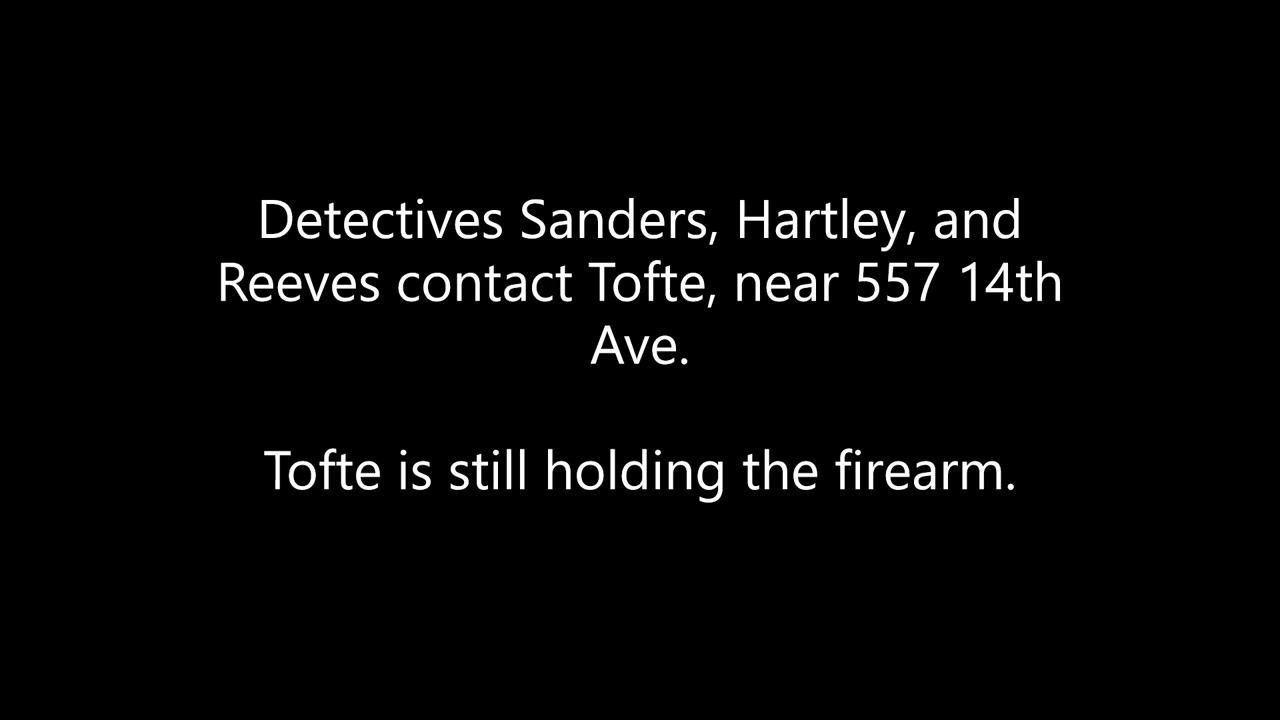 Detectives Sanders, Hartley, and
Reeves contact Tofte, near 557 14th
Ave.
Tofte is still holding the firearm.